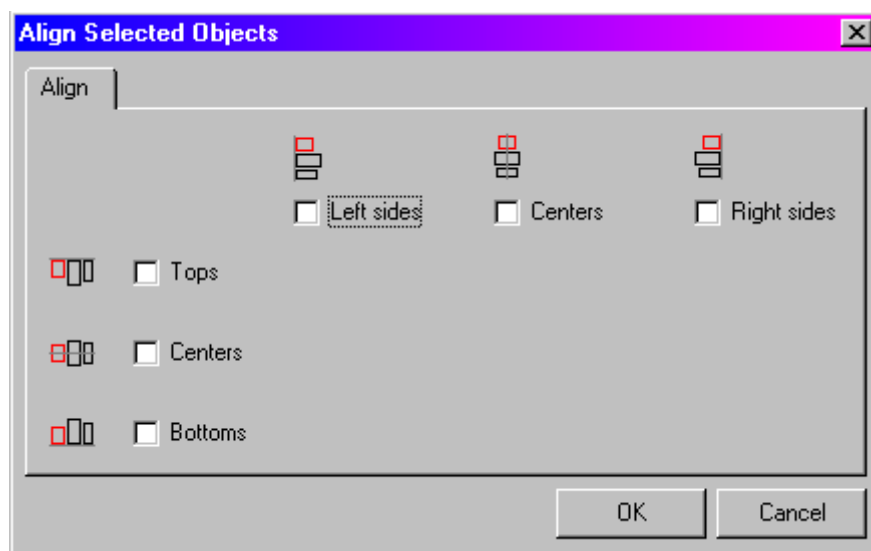 Align Selected Objects
Align
Left sides Centers Right sides
Tops
Centers
Bottoms
OK Cancel